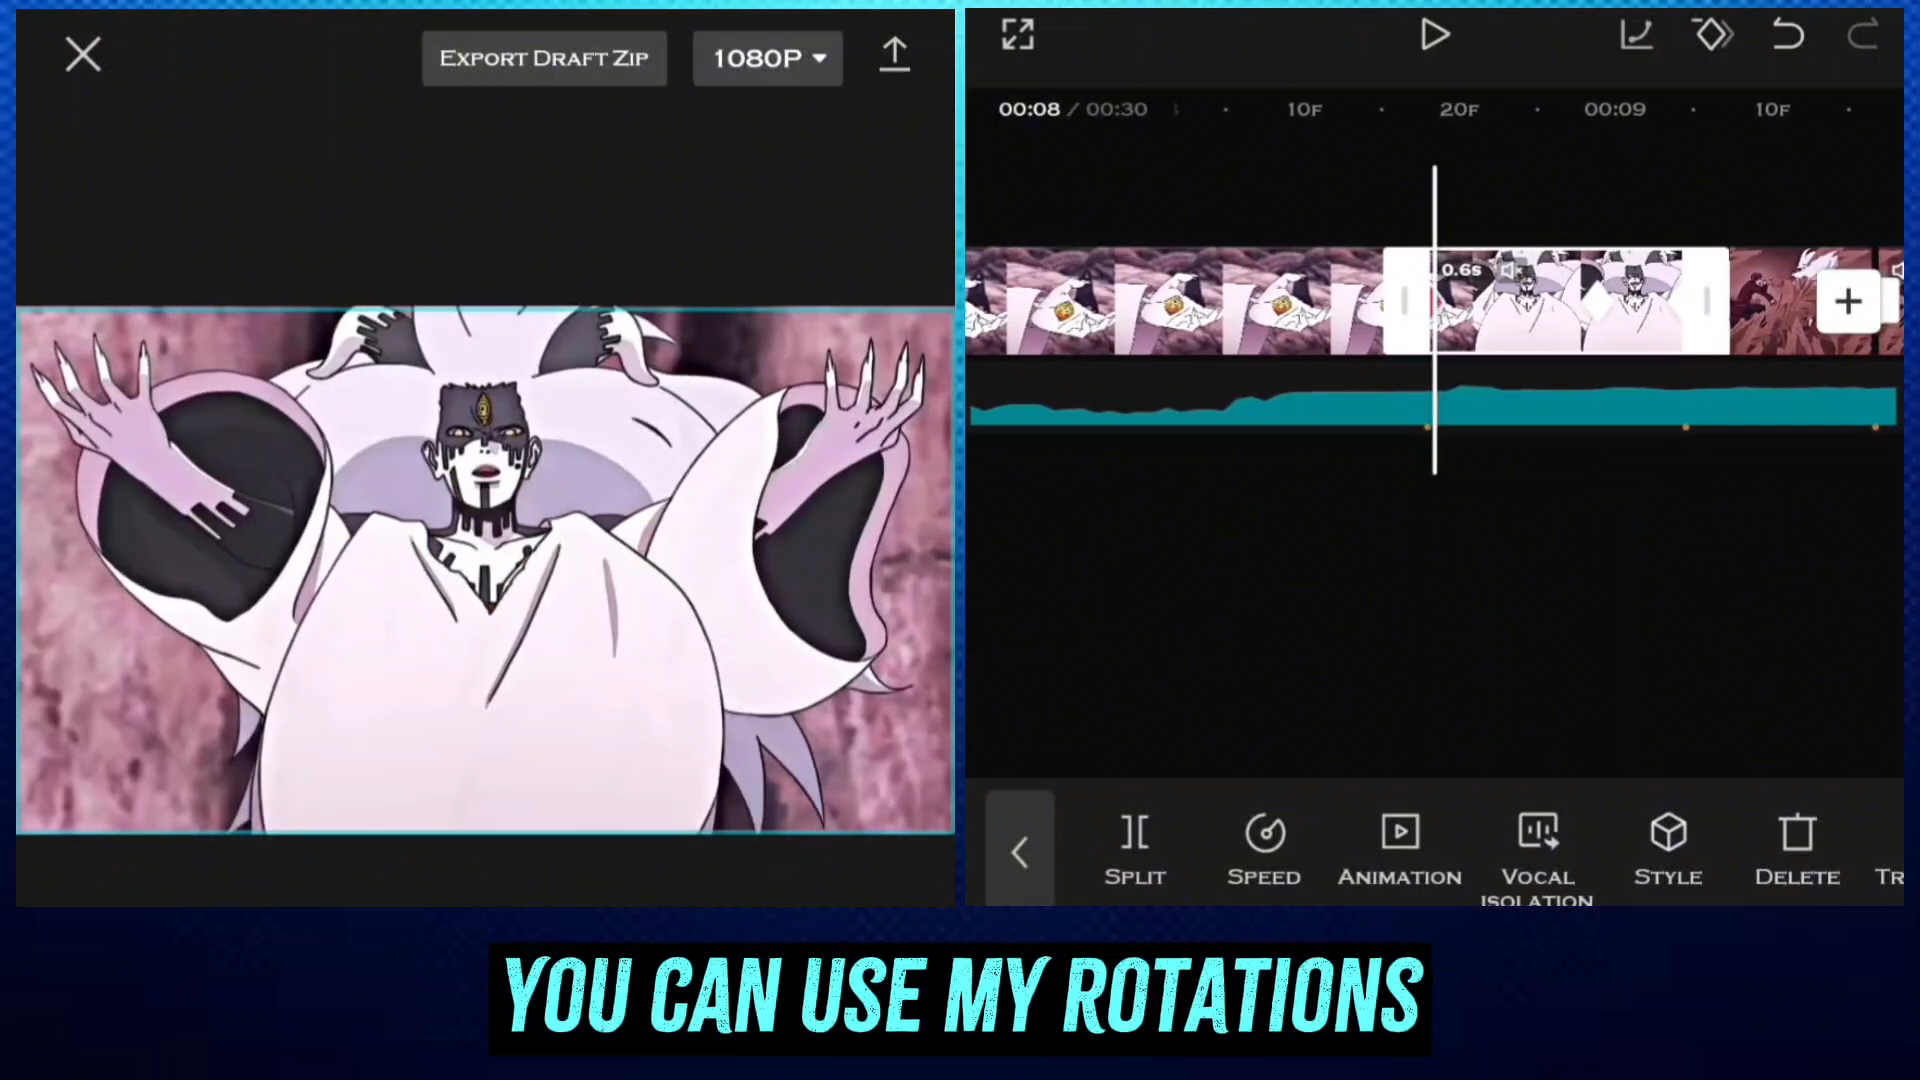 EXPORT DRAFT ZIP
1080P
00:08 / 00:30
10F
20F
00:09
10F
0.6s
SPLIT
SPEED
ANIMATION
VOCAL
ISOLATION
STYLE
DELETE
TR
YOU CAN USE MY ROTATIONS